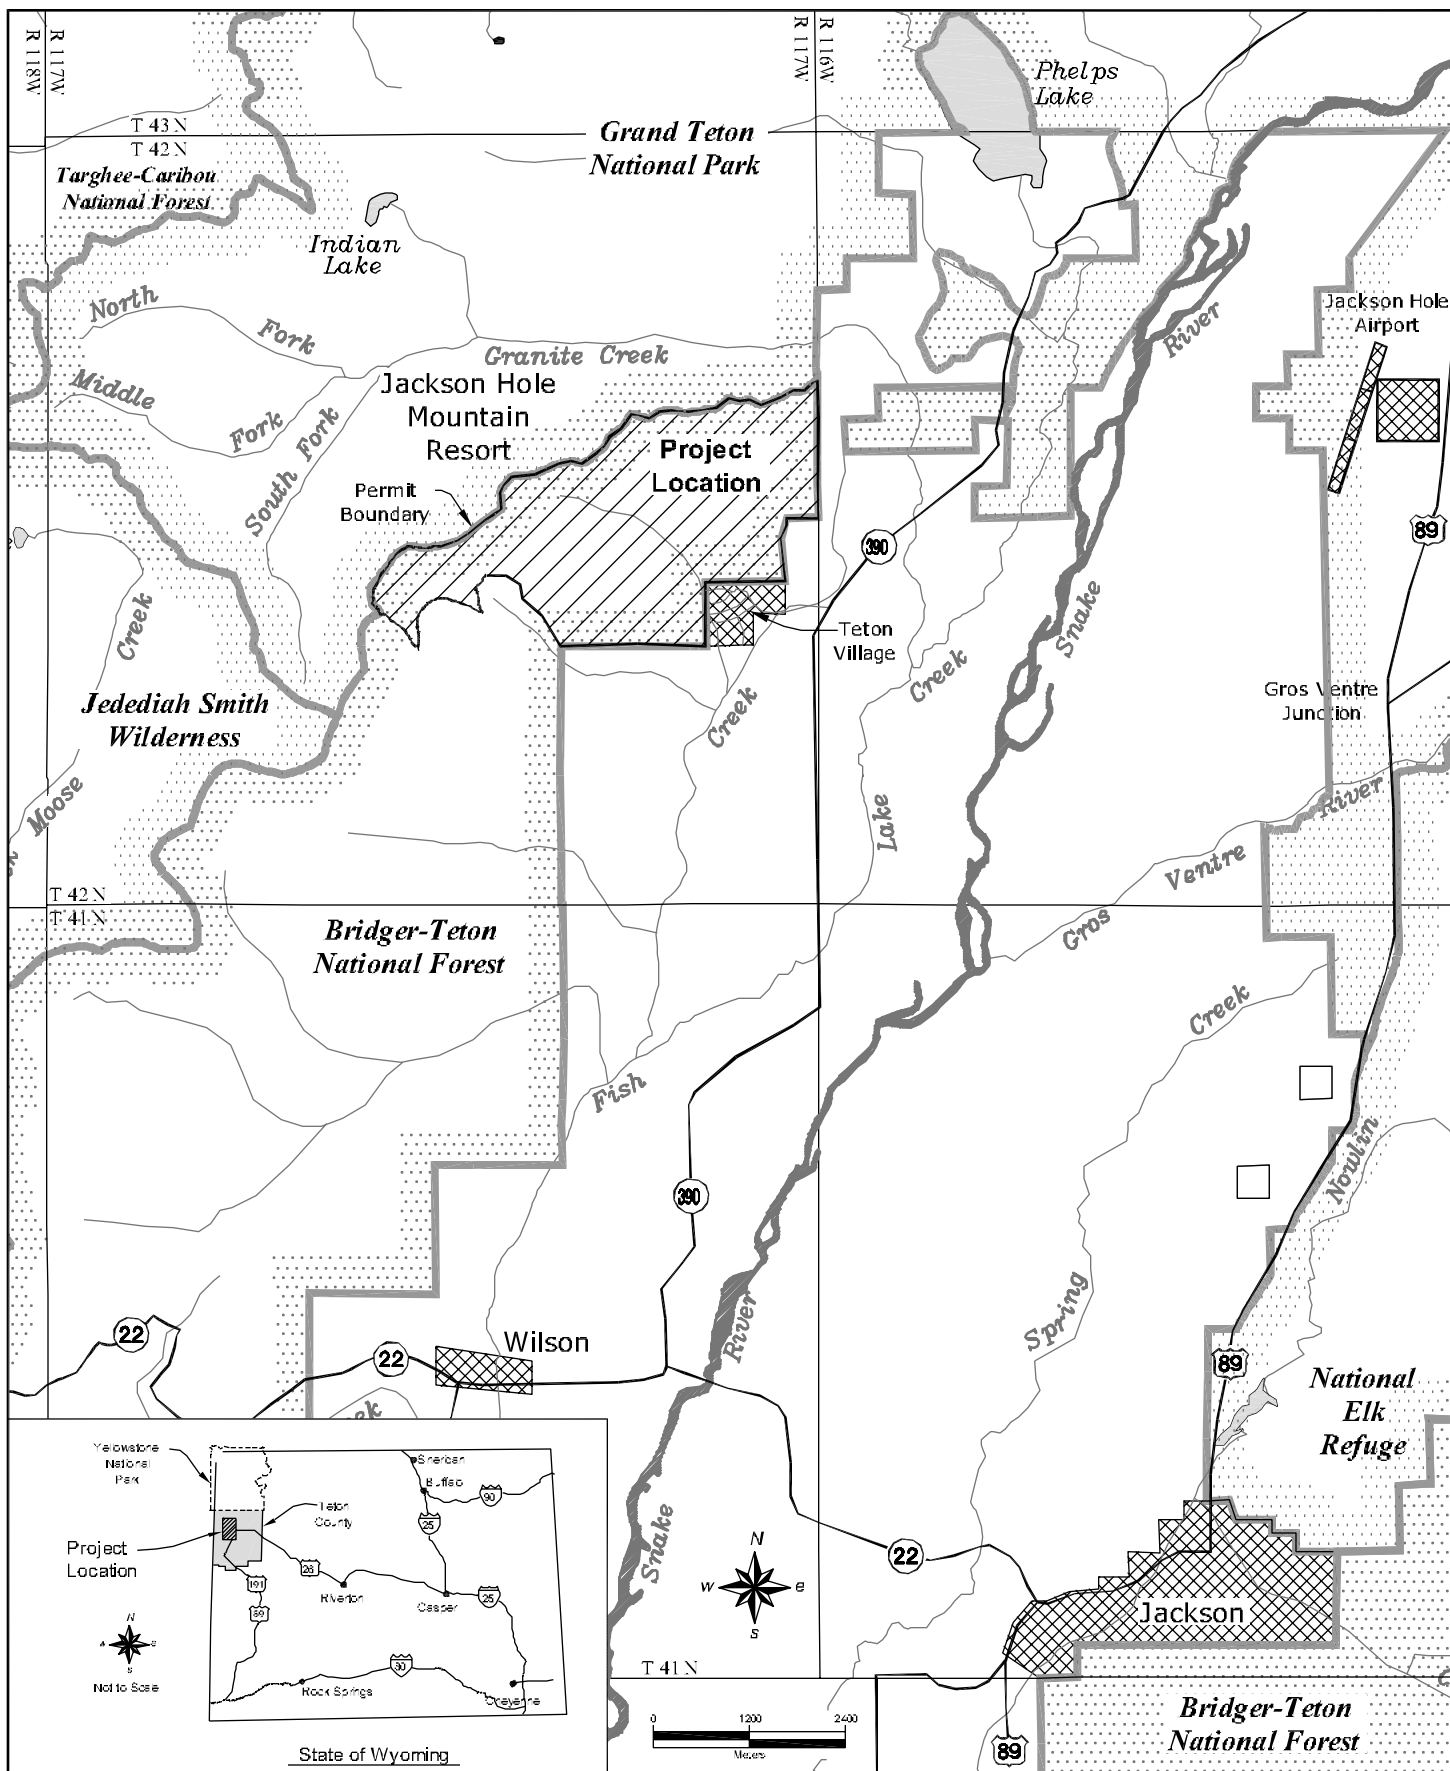 R 118W
R 117W
R 117W
R 116W
Phelps
Lake
T 43 N
T 42 N
Grand Teton
National Park
Targhee-Caribou
National Forest
Indian
Lake
North
Fork
Granite Creek
River
Jackson Hole
Airport
Middle
Fork
South Fork
Jackson Hole
Mountain
Resort
Project
Location
Permit
Boundary
390
89
Creek
Snake
Teton
Village
Creek
Gros Ventre
Junction
Jedediah Smith
Wilderness
Creek
Moose
Lake
River
Ventre
Gros
T 42 N
T 41 N
Bridger-Teton
National Forest
Creek
Fish
Nowlin
390
Spring
River
22
22
Wilson
89
National
Elk
Refuge
ek
Yellowstone
National
Park
Sheridan
Buffalo
90
25
Teton
County
Project
Location
26
191
89
Riverton
Casper
25
N
S
Not to Scale
80
Rock Springs
Cheyenne
State of Wyoming
Snake
N
W
e
S
22
Jackson
T 41 N
0
1200
2400
Meters
89
Bridger-Teton
National Forest